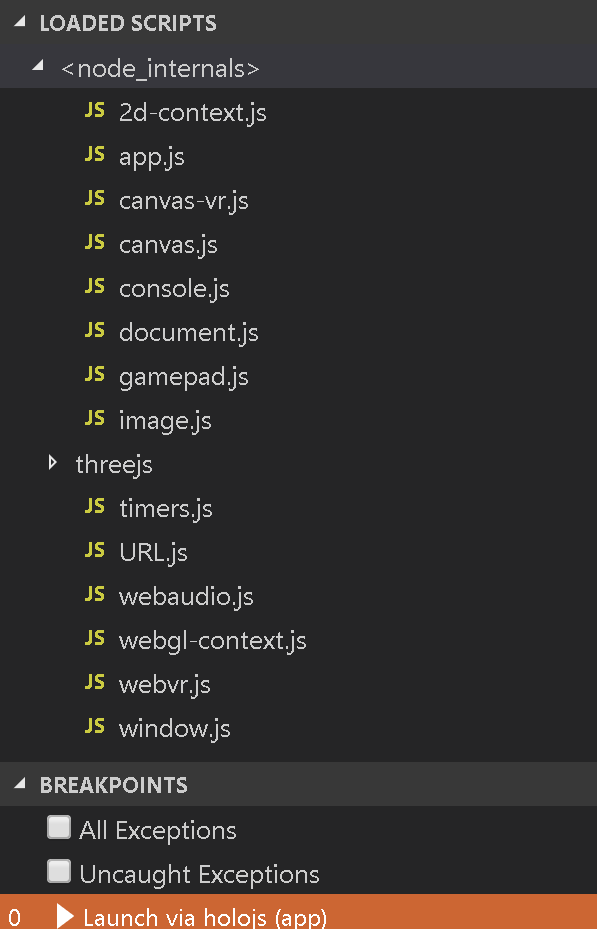 LOADED SCRIPTS
<node_internals>
JS 2d-context.js
JS app.js
JS canvas-vr.js
JS canvas.js
JS console.js
JS document.js
JS gamepad.js
JS image.js
threejs
JS timers.js
JS URL.js
JS webaudio.js
JS webgl-context.js
JS webvr.js
JS window.js
BREAKPOINTS
All Exceptions
Uncaught Exceptions
0 Launch via holojs (app)